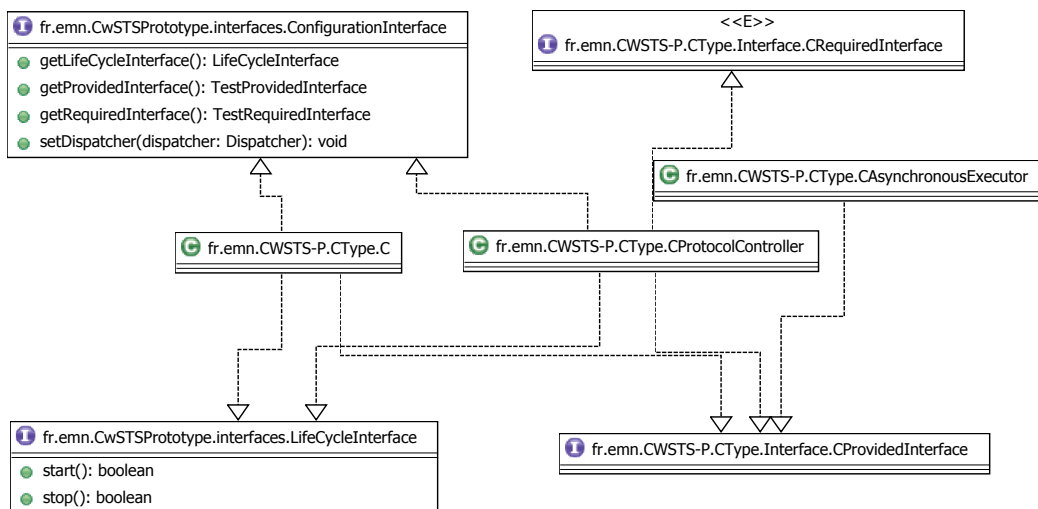 fr.emn.CwSTSPrototype.interfaces.ConfigurationInterface
getLifeCycleInterface(): LifeCycleInterface
getProvidedInterface(): TestProvidedInterface
getRequiredInterface(): TestRequiredInterface
setDispatcher(dispatcher: Dispatcher): void
<<E>>
fr.emn.CWSTS-P.CType.Interface.CRequiredInterface
fr.emn.CWSTS-P.CType.CAsynchronousExecutor
fr.emn.CWSTS-P.CType.C
fr.emn.CWSTS-P.CType.CProtocolController
fr.emn.CwSTSPrototype.interfaces.LifeCycleInterface
start(): boolean
stop(): boolean
fr.emn.CWSTS-P.CType.Interface.CProvidedInterface